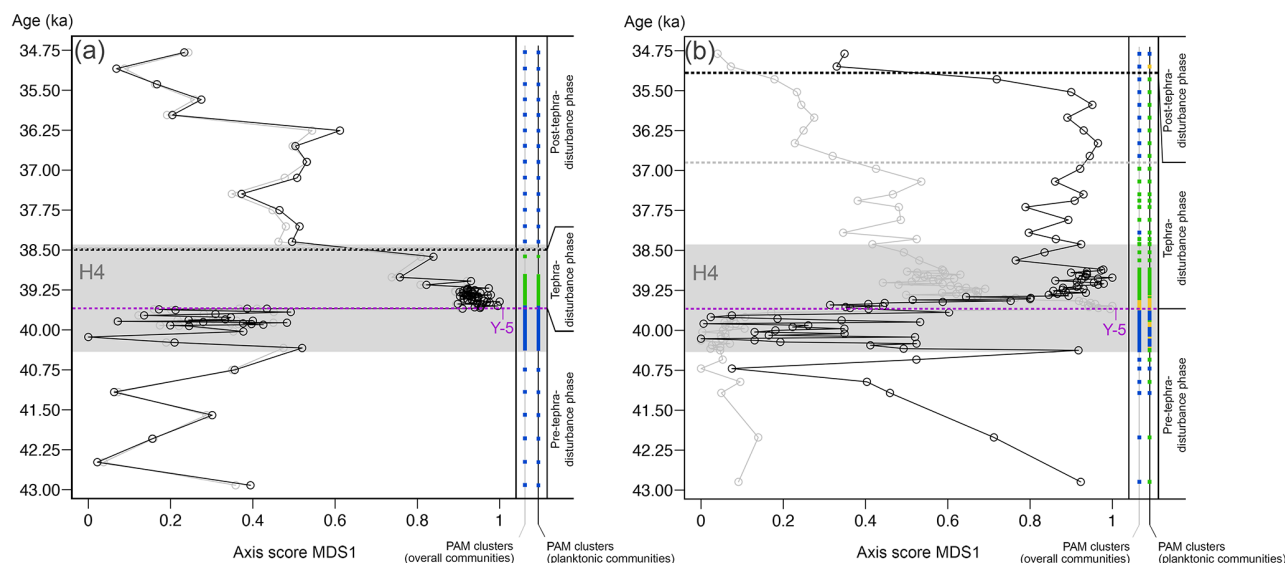 Age (ka)
(a)
34.75
35.50
36.25
37.00
37.75
38.50
39.25
40.00
40.75
41.50
42.25
43.00
H4
Y-5
0
0.2
0.4
0.6
0.8
1
Axis score MDS1
PAM clusters
(overall communities)
PAM clusters
(planktonic communities)
Post-tephra-
disturbance phase
Tephra-
disturbance phase
Pre-tephra-
disturbance phase
Age (ka)
(b)
34.75
35.50
36.25
37.00
37.75
38.50
39.25
40.00
40.75
41.50
42.25
43.00
H4
Y-5
0
0.2
0.4
0.6
0.8
1
Axis score MDS1
PAM clusters
(overall communities)
PAM clusters
(planktonic communities)
Post-tephra-
disturbance phase
Tephra-
disturbance phase
Pre-tephra-
disturbance phase